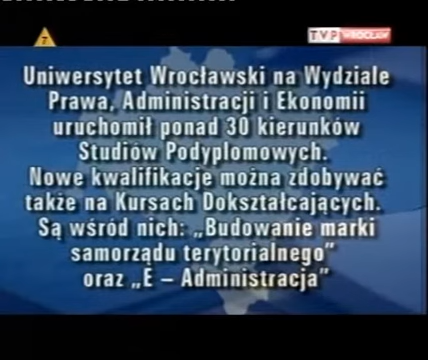 7
TVP WROCŁAW
Uniwersytet Wrocławski na Wydziale
Prawa, Administracji i Ekonomii
uruchomił ponad 30 kierunków
Studiów Podyplomowych.
Nowe kwalifikacje można zdobywać
także na Kursach Dokształcających.
Są wśród nich: „Budowanie marki
samorządu terytorialnego”
oraz „E – Administracja”